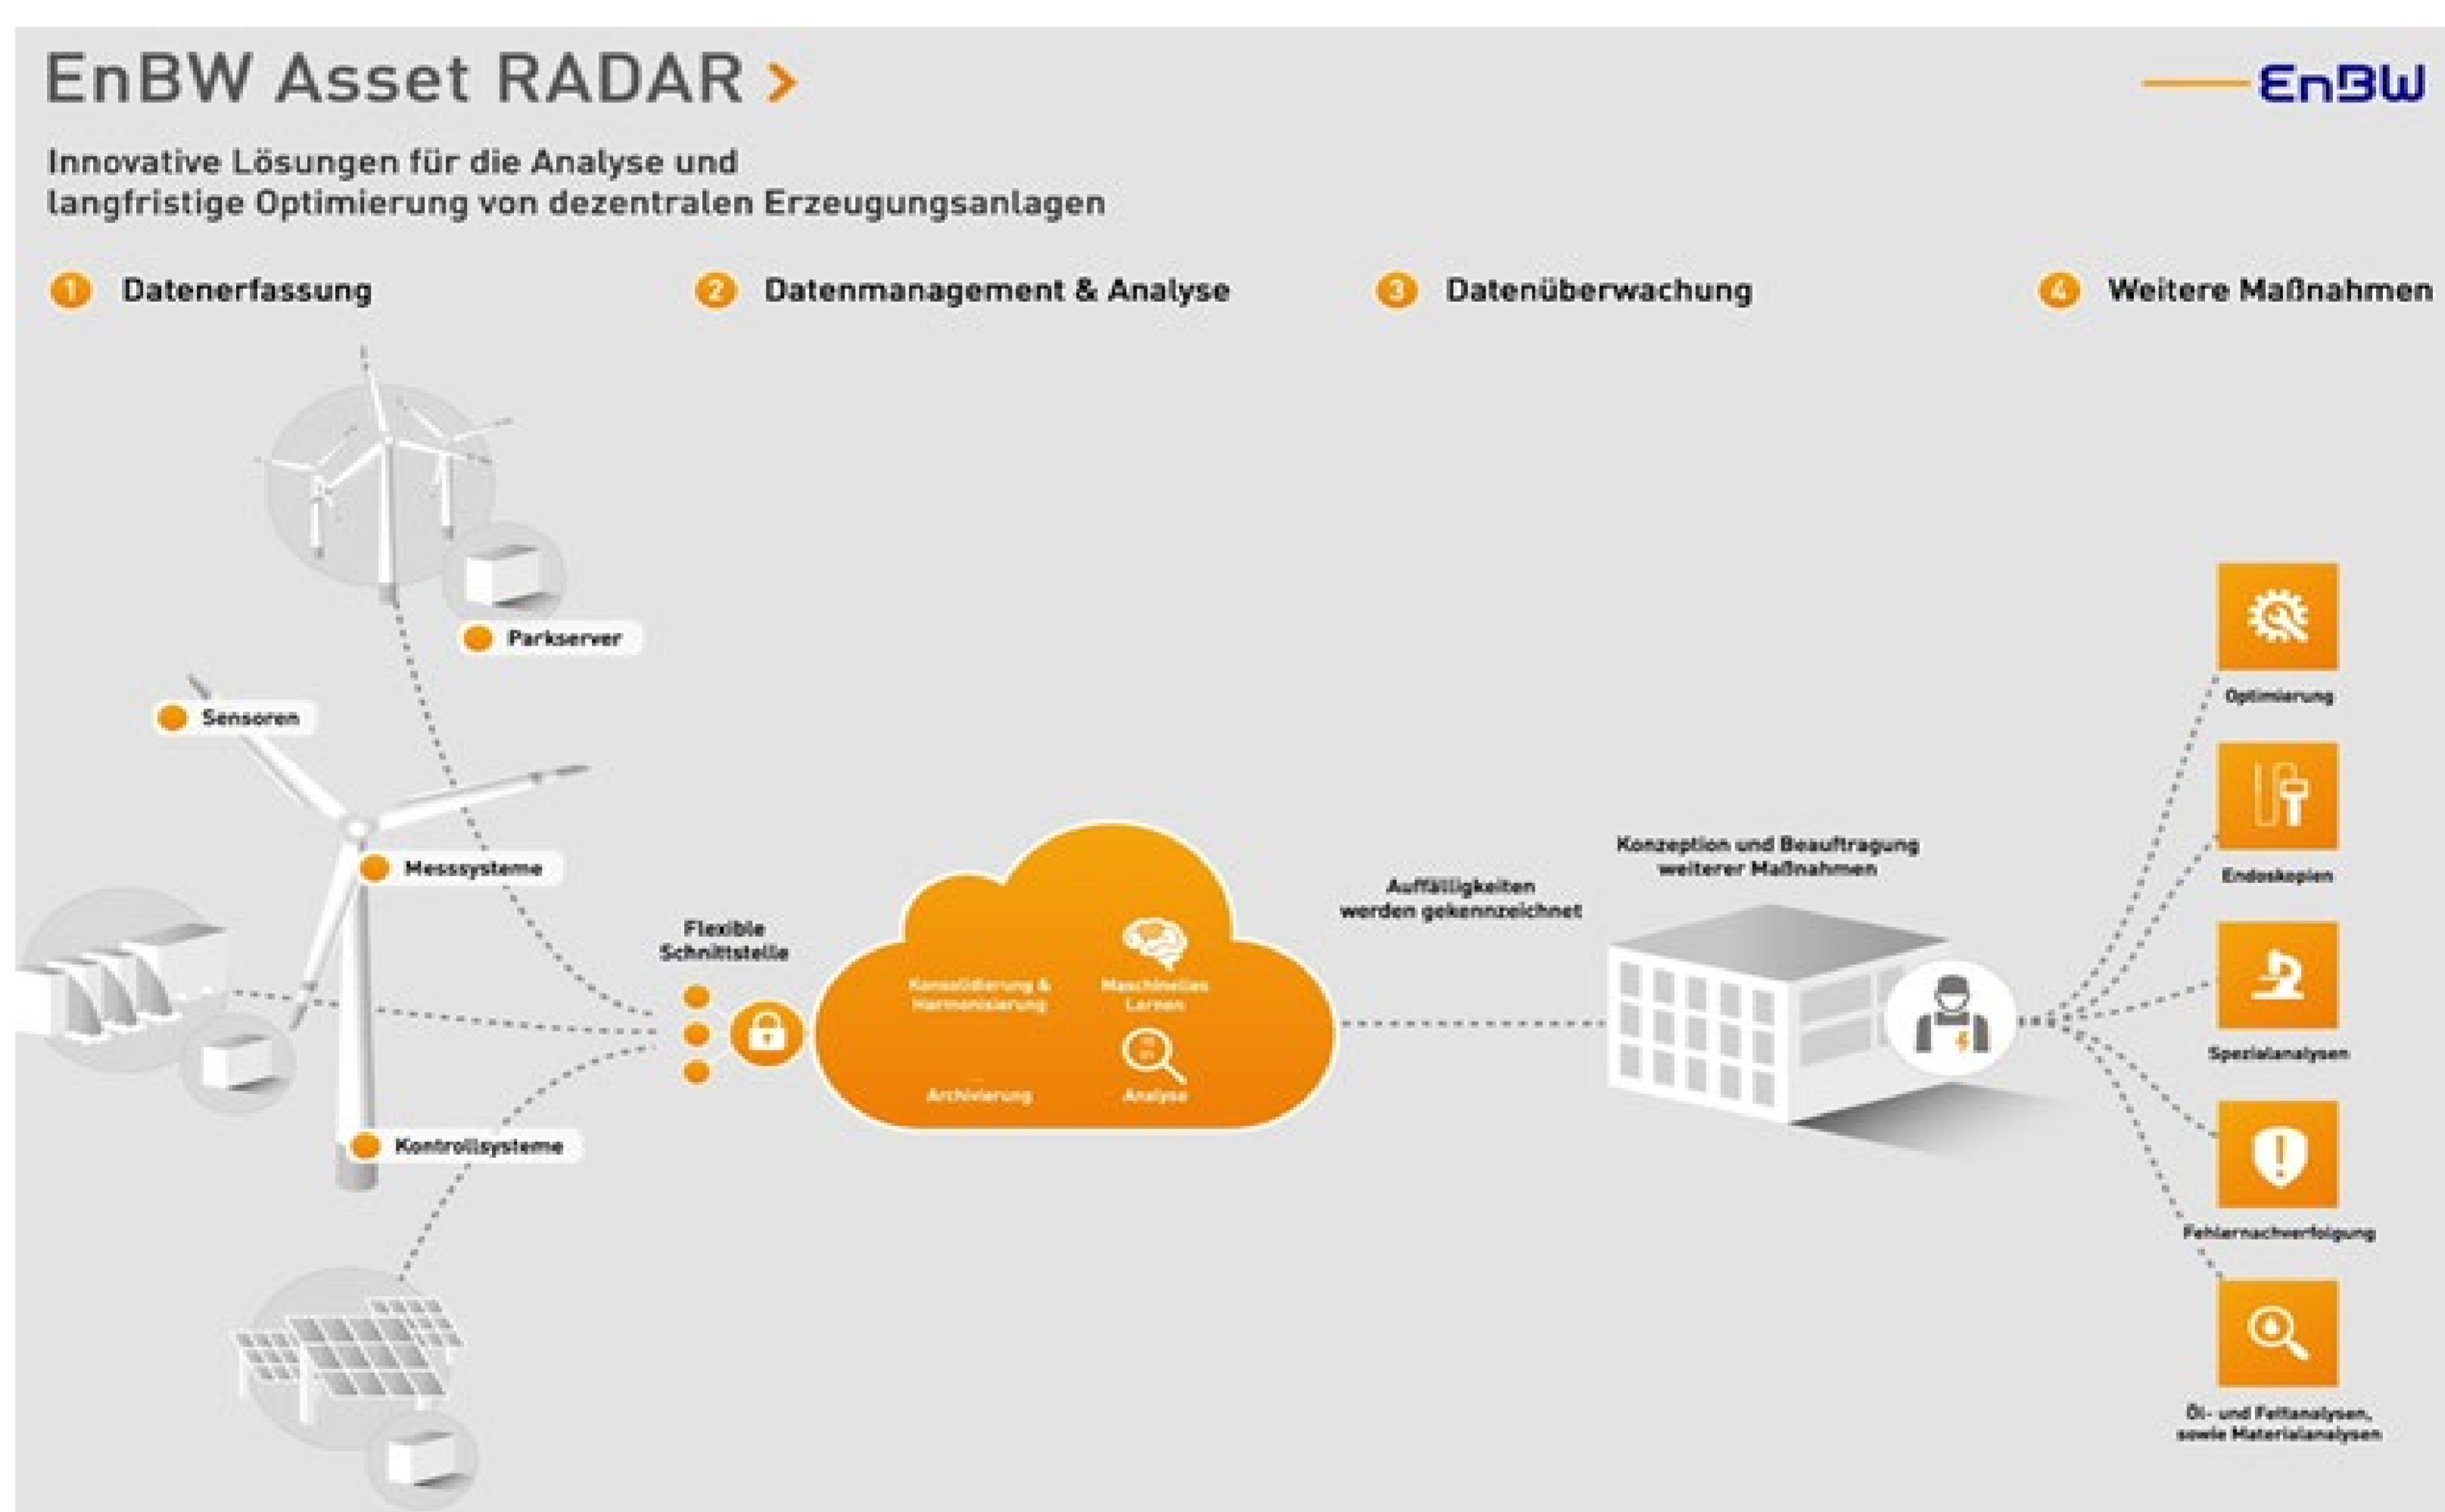 EnBW Asset RADAR >
EnBW
Innovative Lösungen für die Analyse und
langfristige Optimierung von dezentralen Erzeugungsanlagen
1 Datenerfassung
2 Datenmanagement & Analyse
3 Datenüberwachung
4 Weitere Maßnahmen
Parkserver
Sensoren
Messsysteme
Kontrollsysteme
Flexible
Schnittstelle
Konsolidierung &
Harmonisierung
Maschinelles
Lernen
Archivierung
Analyse
Auffälligkeiten
werden gekennzeichnet
Konzeption und Beauftragung
weiterer Maßnahmen
Optimierung
Endoskopien
Spezialanalysen
Fehlernachverfolgung
Öl- und Fettanalysen,
sowie Materialanalysen